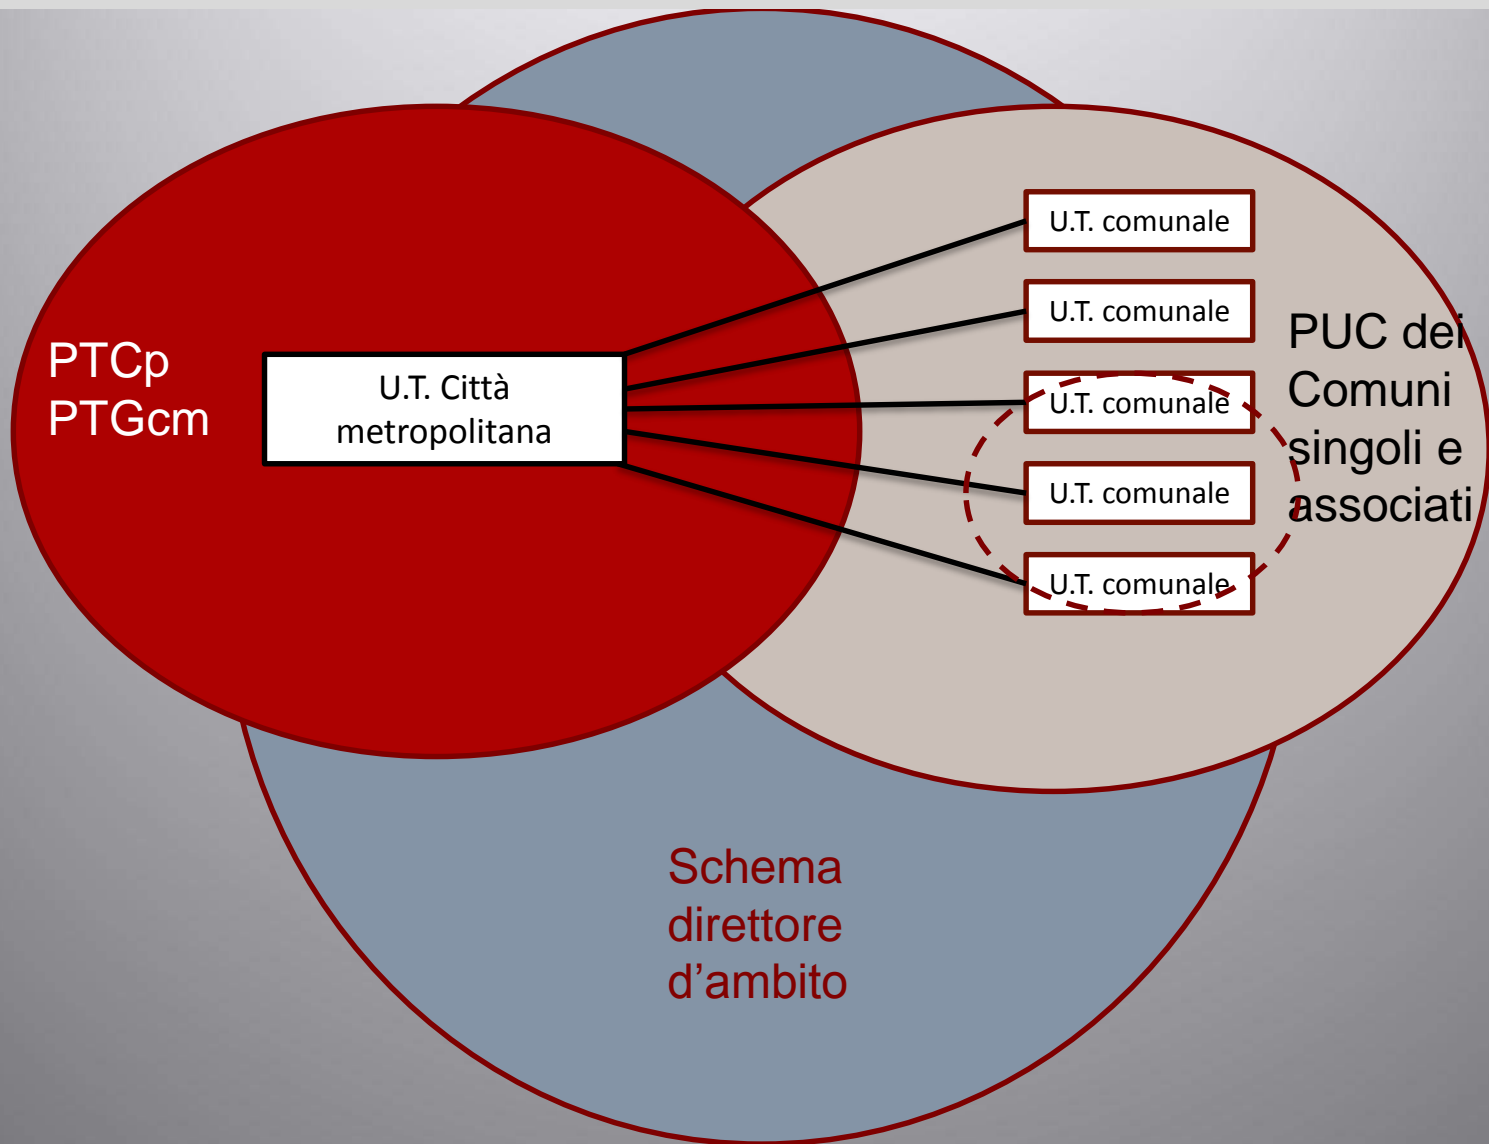 PTCp
PTGcm
U.T. Città
metropolitana
U.T. comunale
U.T. comunale
U.T. comunale
U.T. comunale
U.T. comunale
PUC dei
Comuni
singoli e
associati
Schema
direttore
d’ambito